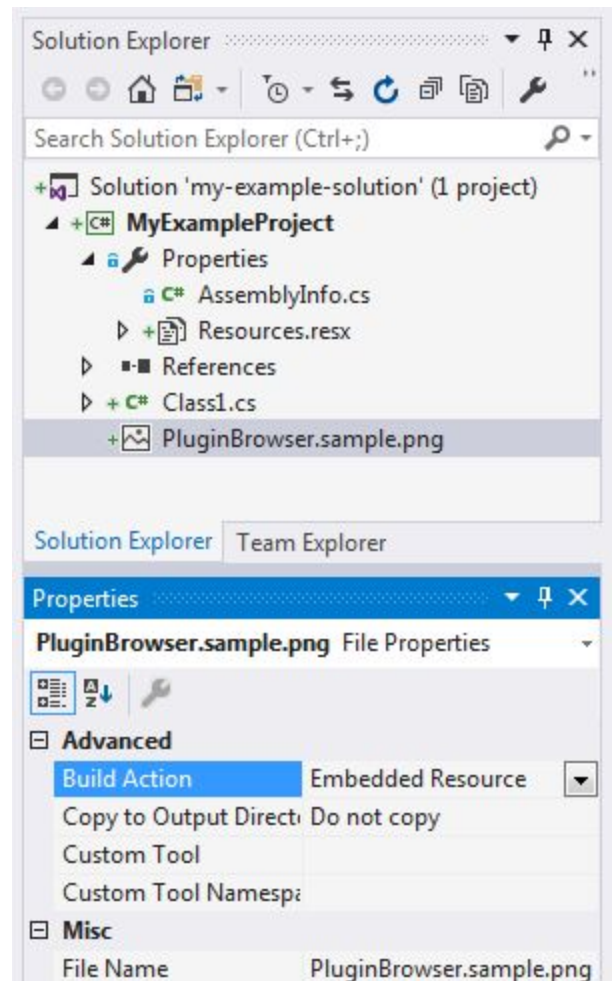 Solution Explorer
Search Solution Explorer (Ctrl+;)
Solution 'my-example-solution' (1 project)
C# MyExampleProject
Properties
C# AssemblyInfo.cs
Resources.resx
References
C# Class1.cs
PluginBrowser.sample.png
Solution Explorer Team Explorer
Properties
PluginBrowser.sample.png File Properties
Advanced
Build Action Embedded Resource
Copy to Output Direct Do not copy
Custom Tool
Custom Tool Namespa
Misc
File Name PluginBrowser.sample.png